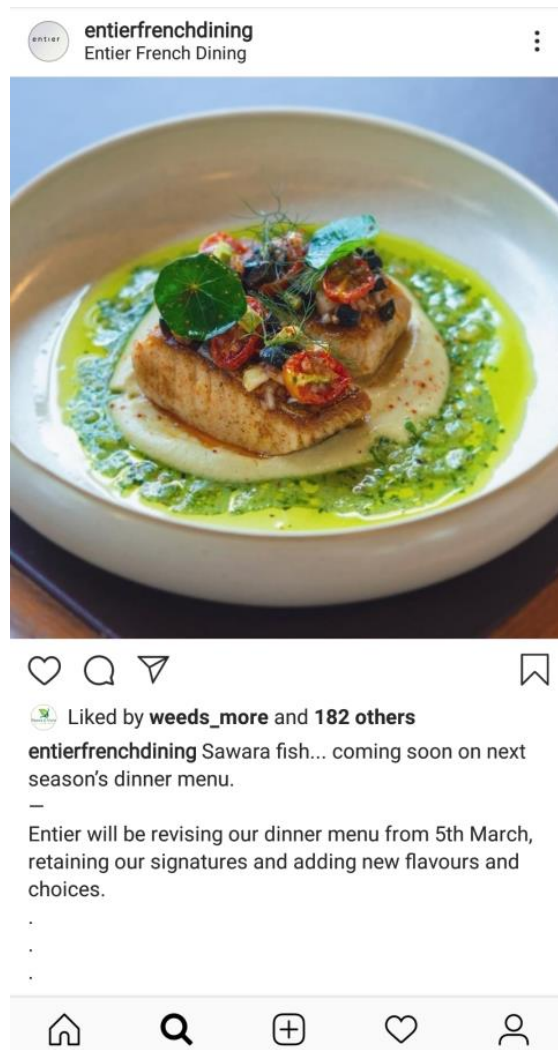 entier
entierfrenchdining
Entier French Dining
Liked by weeds_more and 182 others
entierfrenchdining Sawara fish... coming soon on next
season's dinner menu.
—
Entier will be revising our dinner menu from 5th March,
retaining our signatures and adding new flavours and
choices.
.
.
.